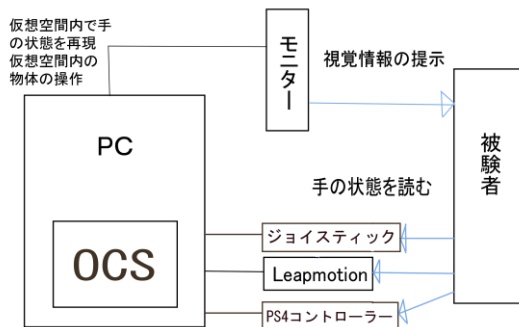 仮想空間内で手
の状態を再現
仮想空間内の
物体の操作
モニター
視覚情報の提示
PC
被験者
手の状態を読む
ジョイスティック
OCS
Leapmotion
PS4コントローラー